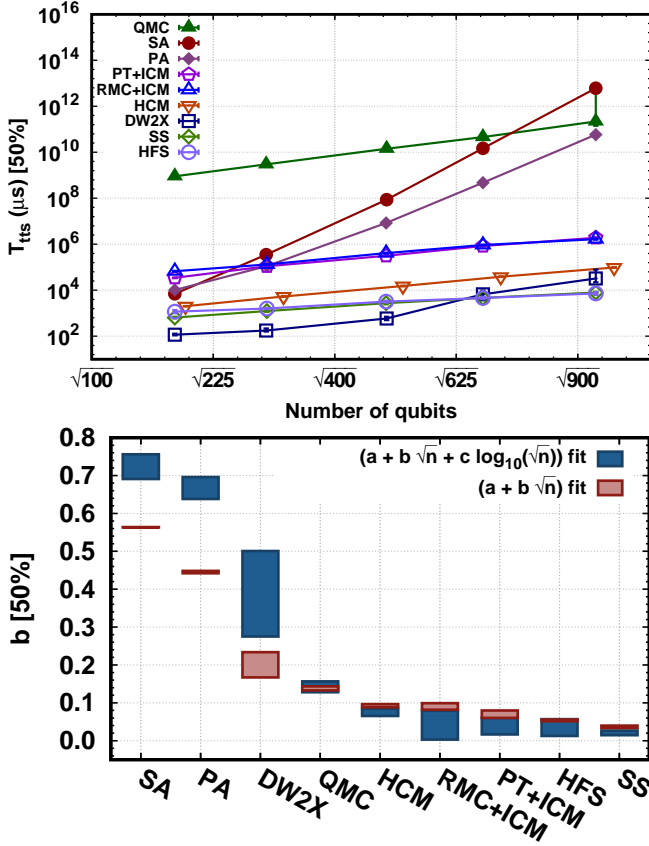 10^16
10^14
10^12
10^10
10^8
10^6
10^4
10^2
T_tts (μs) [50%]
QMC
SA
PA
PT+ICM
RMC+ICM
HCM
DW2X
SS
HFS
√100 √225 √400 √625 √900
Number of qubits
0.8
0.7
0.6
0.5
0.4
0.3
0.2
0.1
0.0
b [50%]
(a + b √n + c log_10(√n)) fit
(a + b √n) fit
SA PA DW2X QMC HCM RMC+ICM PT+ICM HFS SS